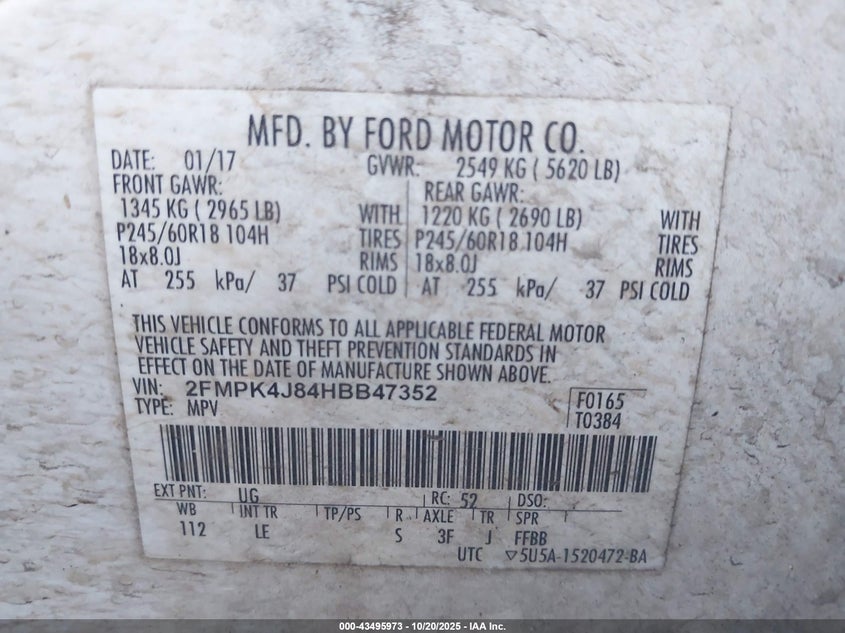 MFD. BY FORD MOTOR CO.
DATE: 01/17 GVWR: 2549 KG ( 5620 LB)
FRONT GAWR: REAR GAWR:
1345 KG ( 2965 LB) WITH 1220 KG ( 2690 LB) WITH
P245/60R18 104H TIRES P245/60R18 104H TIRES
18x8.0J RIMS 18x8.0J RIMS
AT 255 kPa/ 37 PSI COLD AT 255 kPa/ 37 PSI COLD
THIS VEHICLE CONFORMS TO ALL APPLICABLE FEDERAL MOTOR
VEHICLE SAFETY AND THEFT PREVENTION STANDARDS IN
EFFECT ON THE DATE OF MANUFACTURE SHOWN ABOVE.
VIN: 2FMPK4J84HBB47352 F0165
TYPE: MPV T0384
EXT PNT: UG RC: 52 DSO:
WB INT TR TP/PS R AXLE TR SPR
112 LE S 3F J FFBB
UTC ▽5U5A-1520472-BA
000-43495973 | 10/20/2025 - IAA Inc.